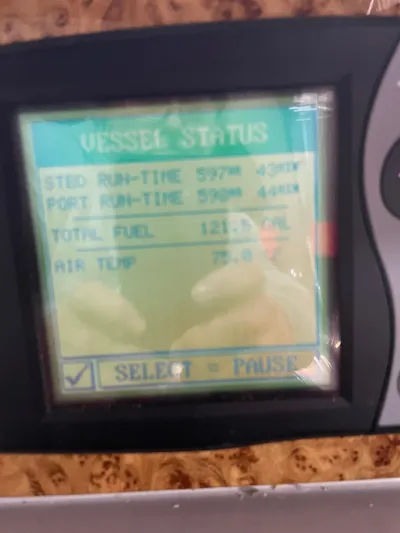 VESSEL STATUS
STBD RUN-TIME 597HR 43MIN
PORT RUN-TIME 598HR 44MIN
TOTAL FUEL 121.5 GAL
AIR TEMP 75.0
SELECT = PAUSE